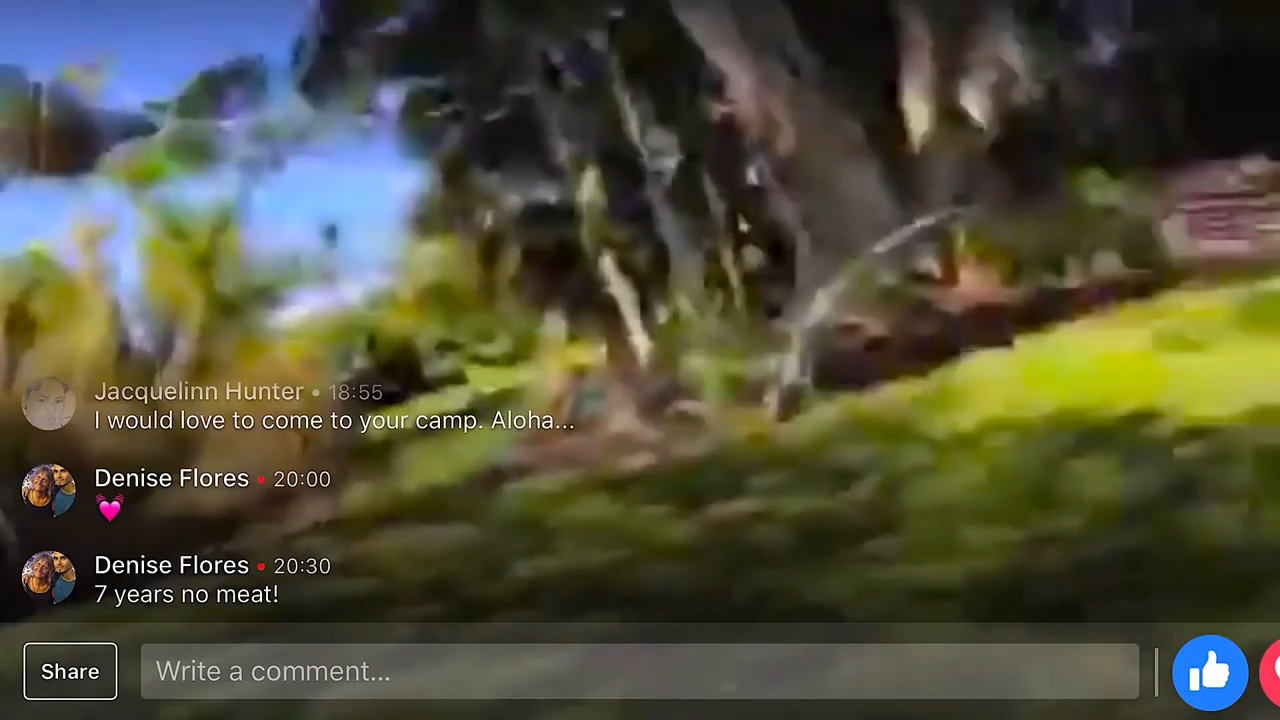 Jacquelinn Hunter • 18:55
I would love to come to your camp. Aloha...
Denise Flores • 20:00
💓
Denise Flores • 20:30
7 years no meat!
Share
Write a comment...